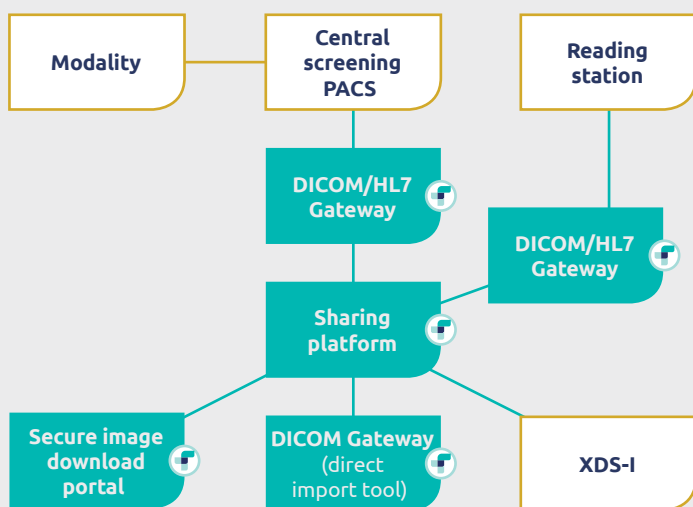 Modality
Central
screening
PACS
Reading
station
DICOM/HL7
Gateway
DICOM/HL7
Gateway
Sharing
platform
Secure image
download
portal
DICOM Gateway
(direct
import tool)
XDS-I